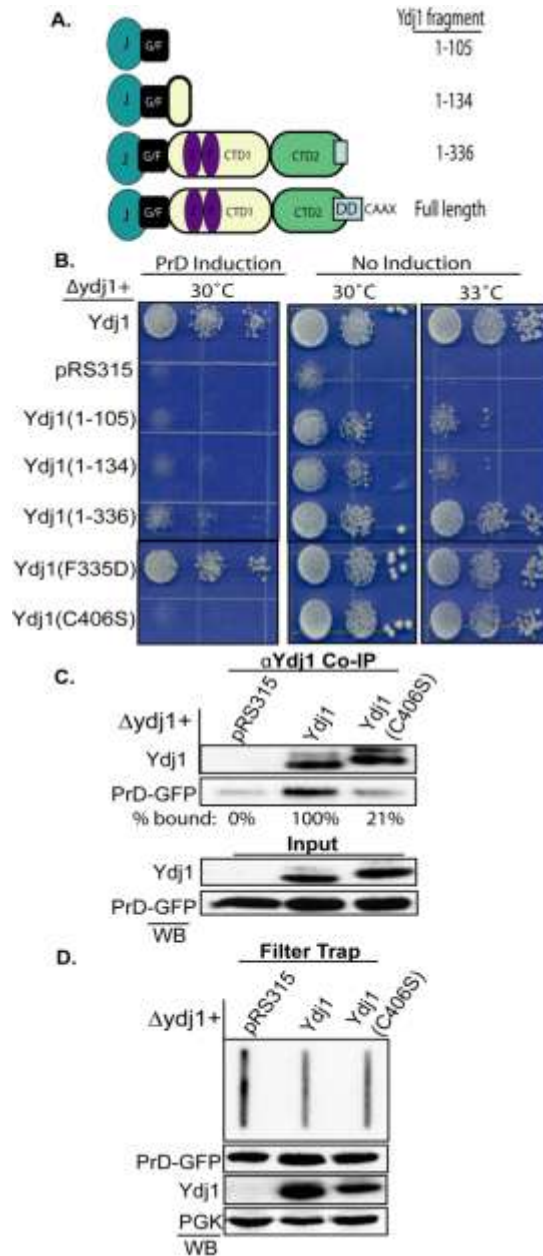 A.
Ydj1 fragment
J G/F 1-105
J G/F 1-134
J G/F CTD1 CTD2 1-336
J G/F CTD1 CTD2 DD CAAX Full length
B.
PrD Induction No Induction
Δydj1+ 30˚C 30˚C 33˚C
Ydj1
pRS315
Ydj1(1-105)
Ydj1(1-134)
Ydj1(1-336)
Ydj1(F335D)
Ydj1(C406S)
C.
αYdj1 Co-IP
Δydj1+ pRS315 Ydj1 Ydj1 (C406S)
Ydj1
PrD-GFP
% bound: 0% 100% 21%
Input
Ydj1
PrD-GFP
WB
D.
Filter Trap
Δydj1+ pRS315 Ydj1 Ydj1 (C406S)
PrD-GFP
Ydj1
PGK
WB